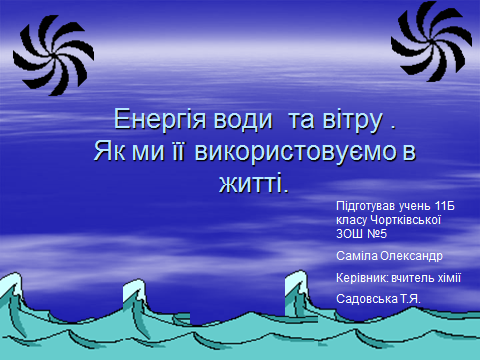 Енергія води та вітру .
Як ми її використовуємо в
житті.
Підготував учень 11Б
класу Чортківської
ЗОШ №5
Саміла Олександр
Керівник: вчитель хімії
Садовська Т.Я.